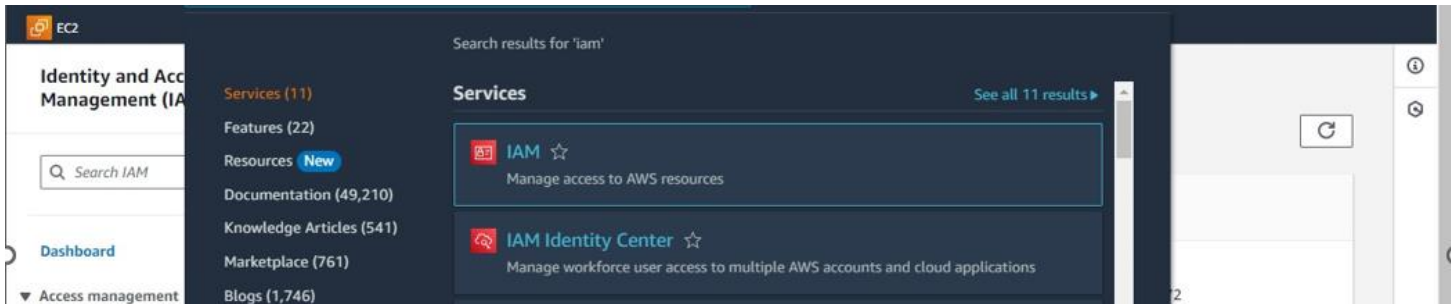 EC2
Search results for 'iam'
Identity and Acc
Management (IA
Search IAM
Dashboard
Access management
Services (11)
Features (22)
Resources New
Documentation (49,210)
Knowledge Articles (541)
Marketplace (761)
Blogs (1,746)
Services
See all 11 results
IAM
Manage access to AWS resources
IAM Identity Center
Manage workforce user access to multiple AWS accounts and cloud applications